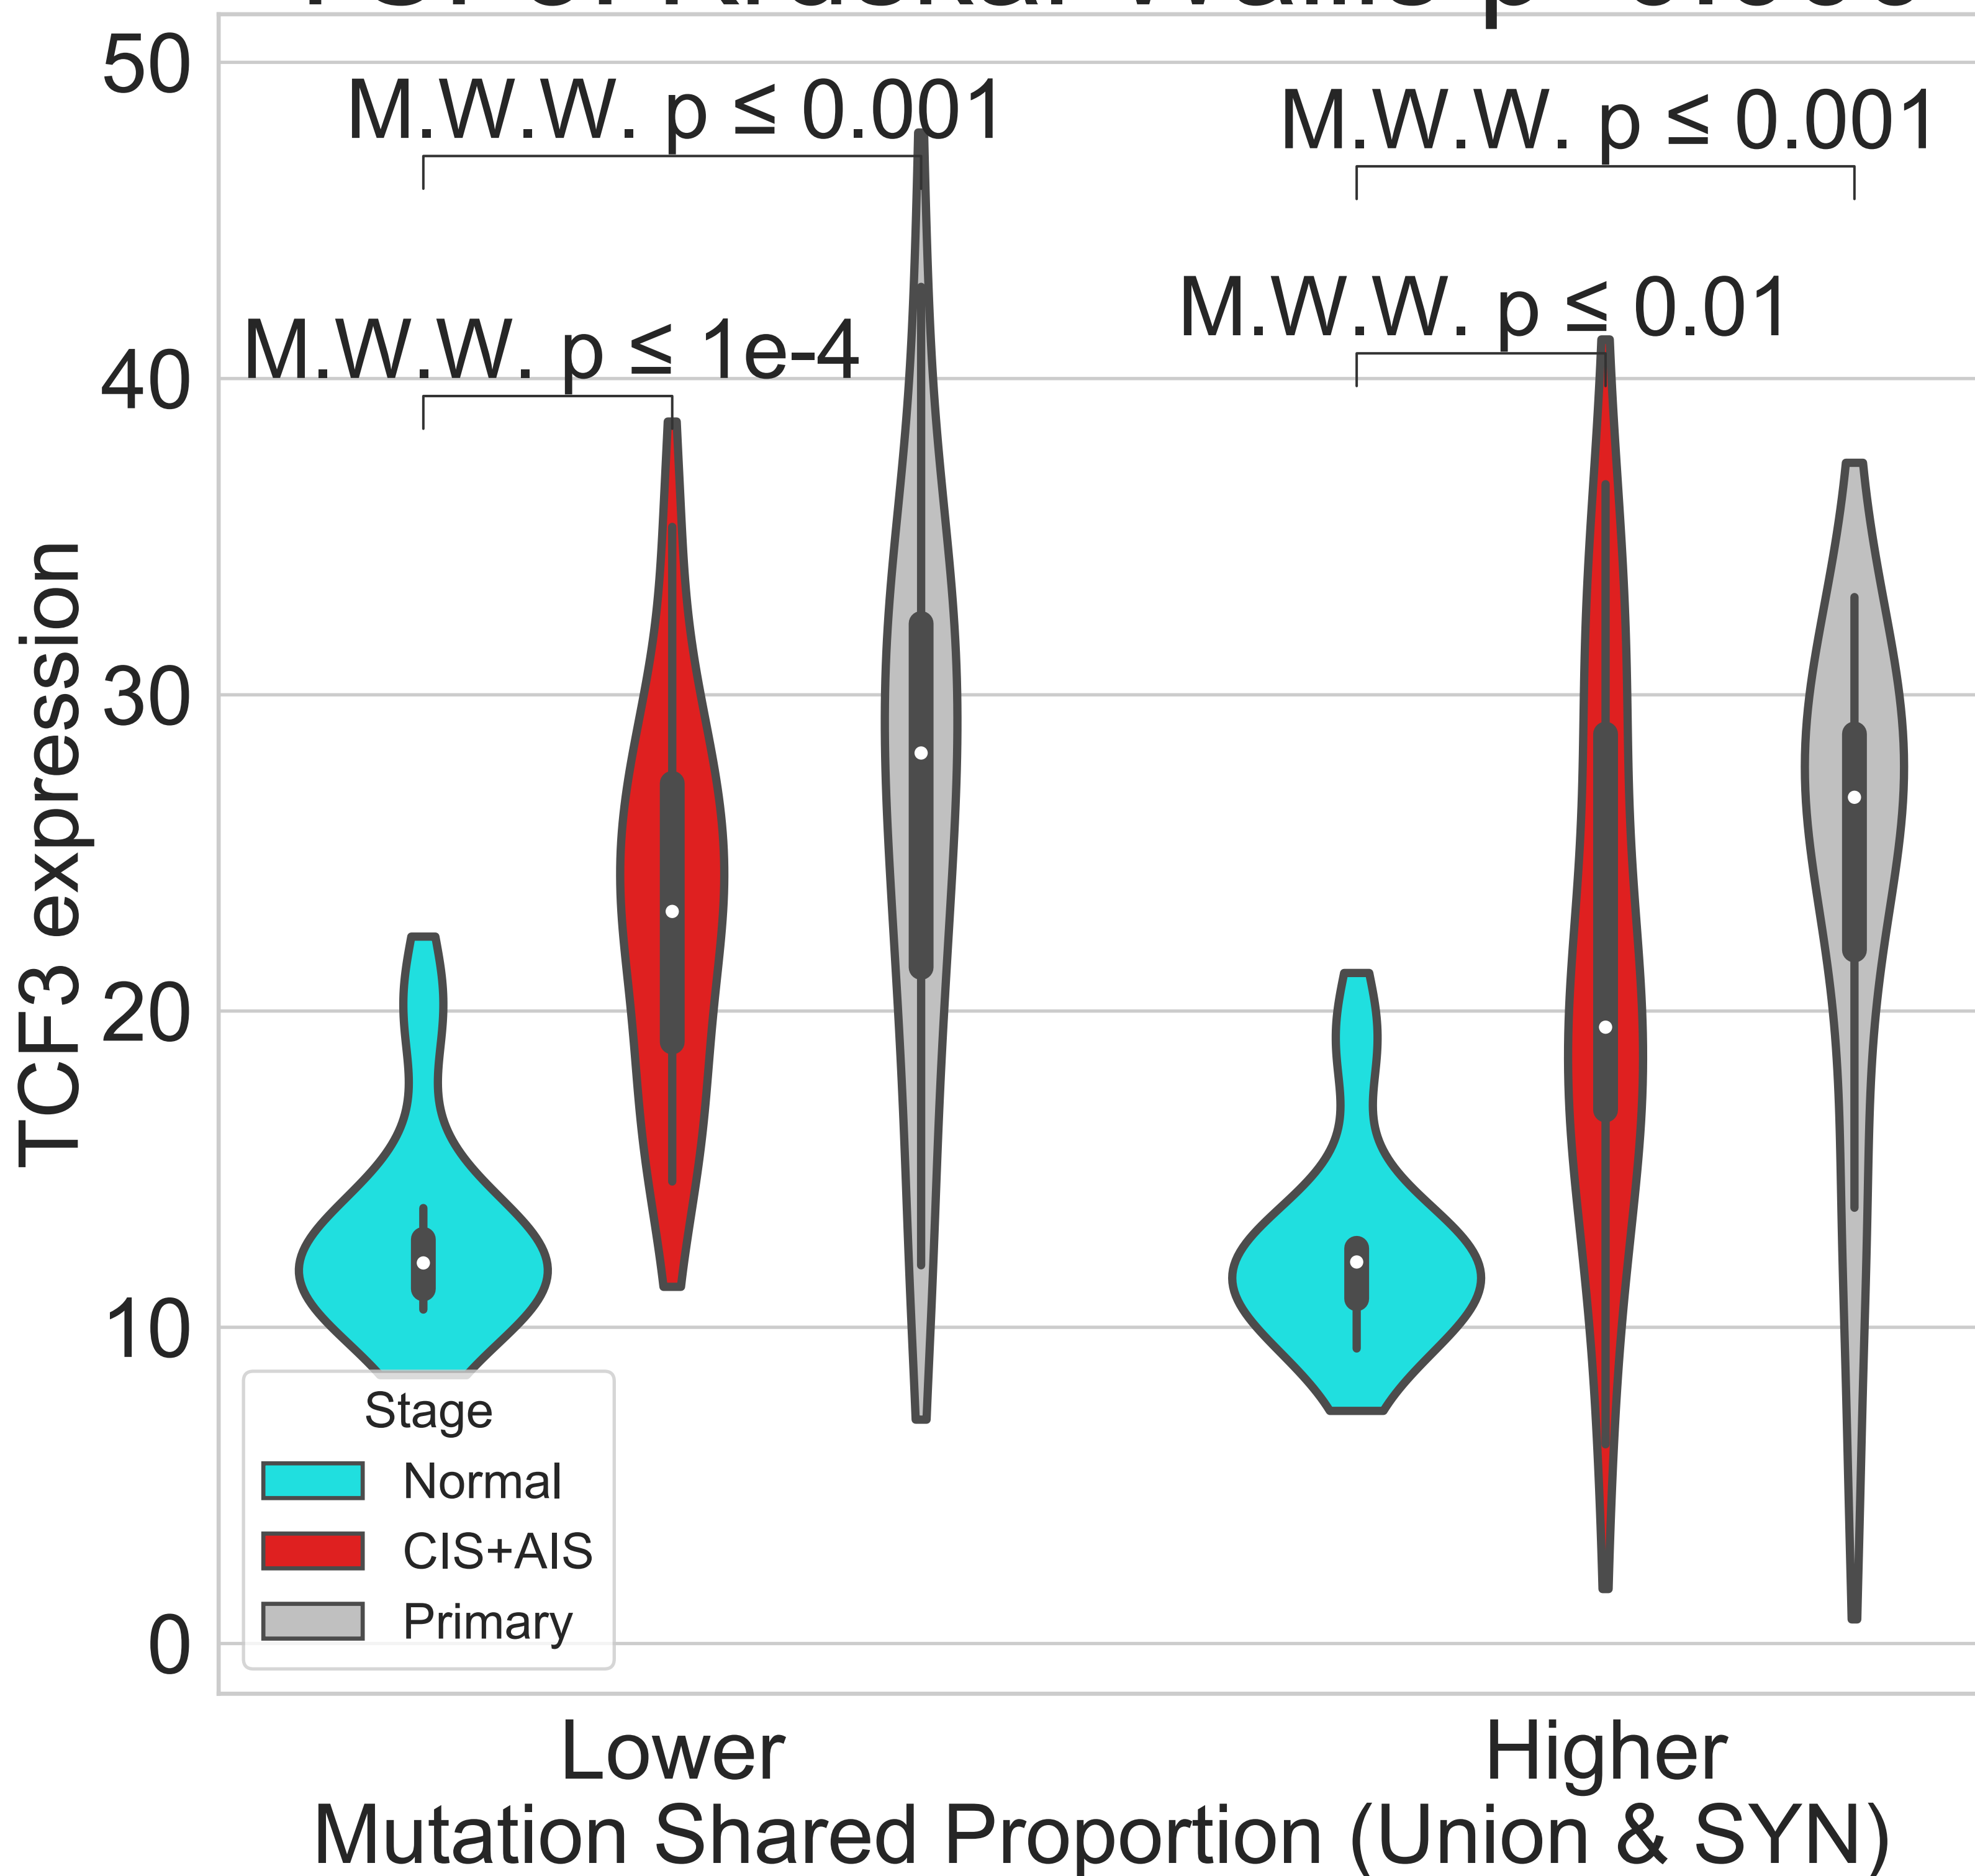 50
M.W.W. p ≤ 0.001
M.W.W. p ≤ 0.001
M.W.W. p ≤ 0.01
M.W.W. p ≤ 1e-4
40
30
20
10
0
TCF3 expression
Stage
Normal
CIS+AIS
Primary
Lower
Higher
Mutation Shared Proportion (Union & SYN)